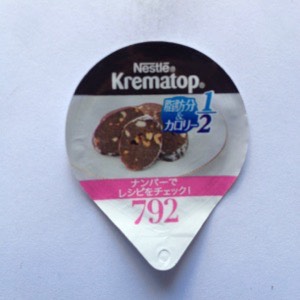 Nestlé®
Krematop®
脂肪分
&
カロリー
1/2
ナンバーで
レシピをチェック!
792